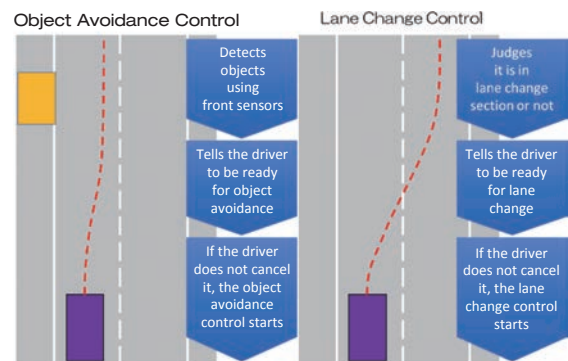 Object Avoidance Control
Detects
objects
using
front sensors
Tells the driver
to be ready
for object
avoidance
If the driver
does not cancel
it, the object
avoidance
control starts
Lane Change Control
Judges
it is in
lane change
section or not
Tells the driver
to be ready
for lane
change
If the driver
does not cancel
it, the lane
change control
starts